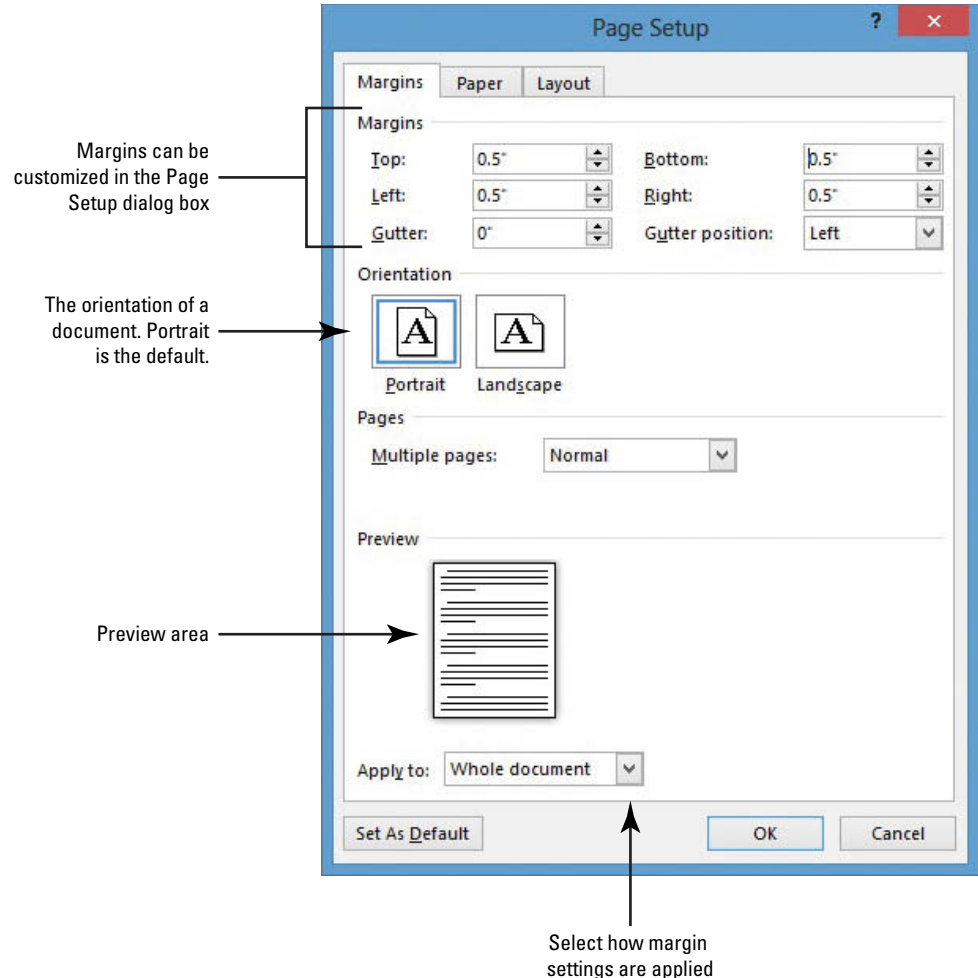 Page Setup
?
×
Margins Paper Layout
Margins
Top: 0.5" Bottom: 0.5"
Left: 0.5" Right: 0.5"
Gutter: 0" Gutter position: Left
Margins can be
customized in the Page
Setup dialog box
Orientation
A A
Portrait Landscape
The orientation of a
document. Portrait
is the default.
Pages
Multiple pages: Normal
Preview
Preview area
Apply to: Whole document
Set As Default OK Cancel
Select how margin
settings are applied